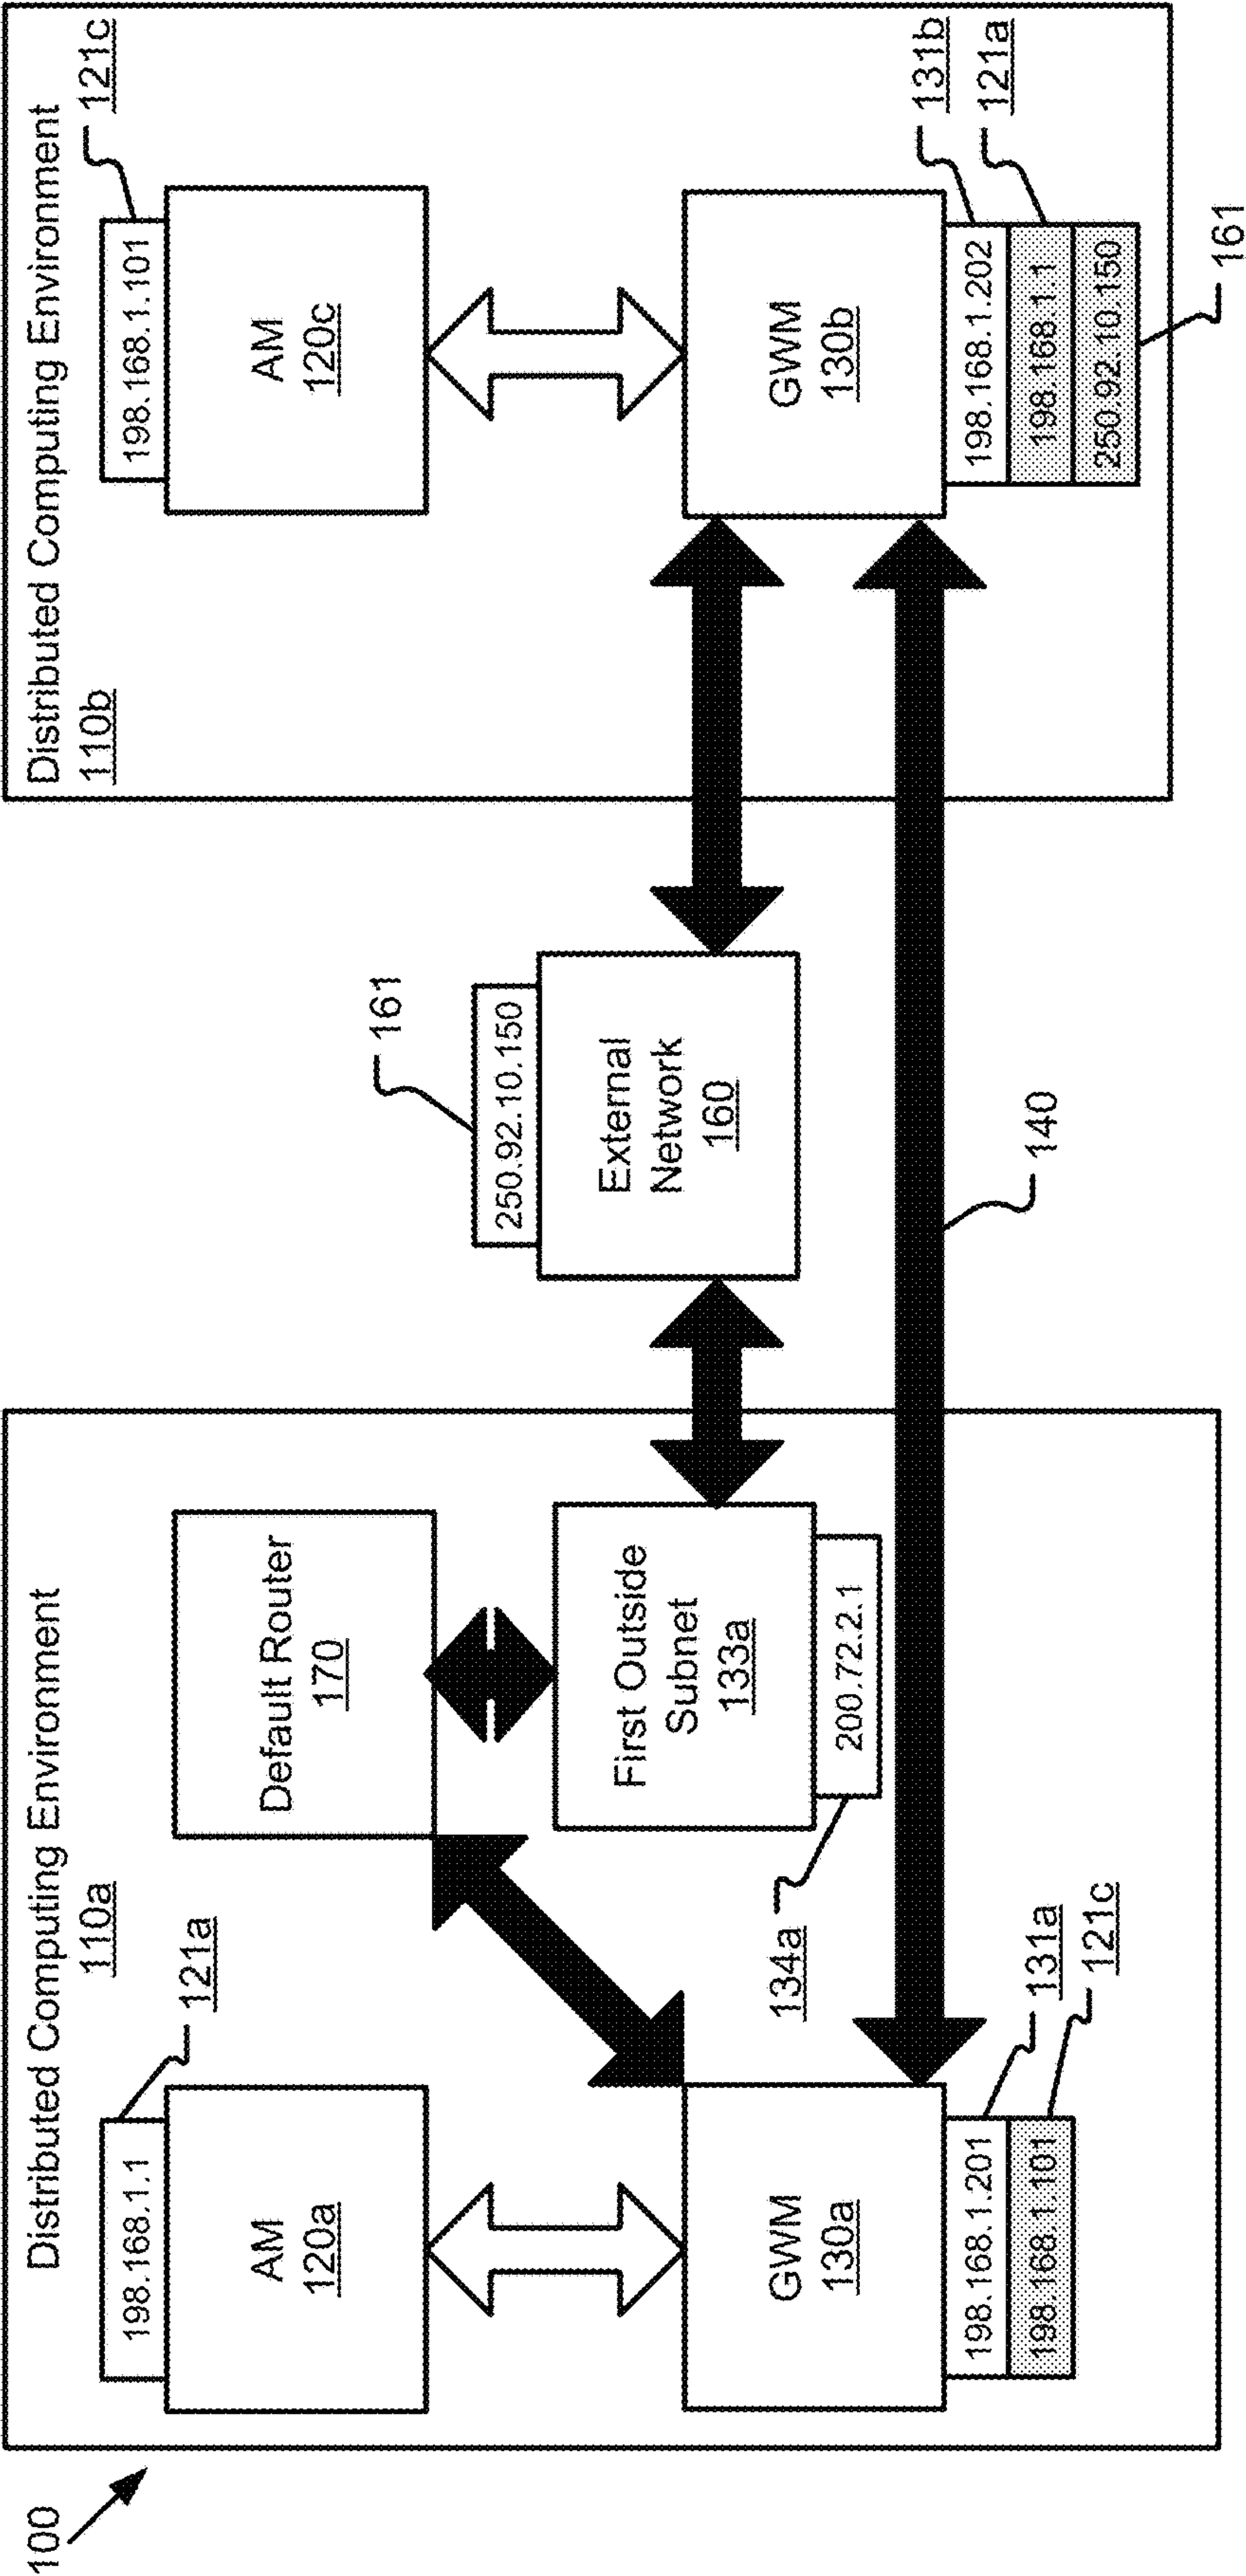 100
Distributed Computing Environment
110a
121a
198.168.1.1
AM
120a
GWM
130a
198.168.1.201
198.168.1.101
131a
121c
Default Router
170
First Outside
Subnet
133a
200.72.2.1
134a
161
250.92.10.150
External
Network
160
140
Distributed Computing Environment
110b
121c
198.168.1.101
AM
120c
GWM
130b
198.168.1.202
198.168.1.1
250.92.10.150
131b
121a
161